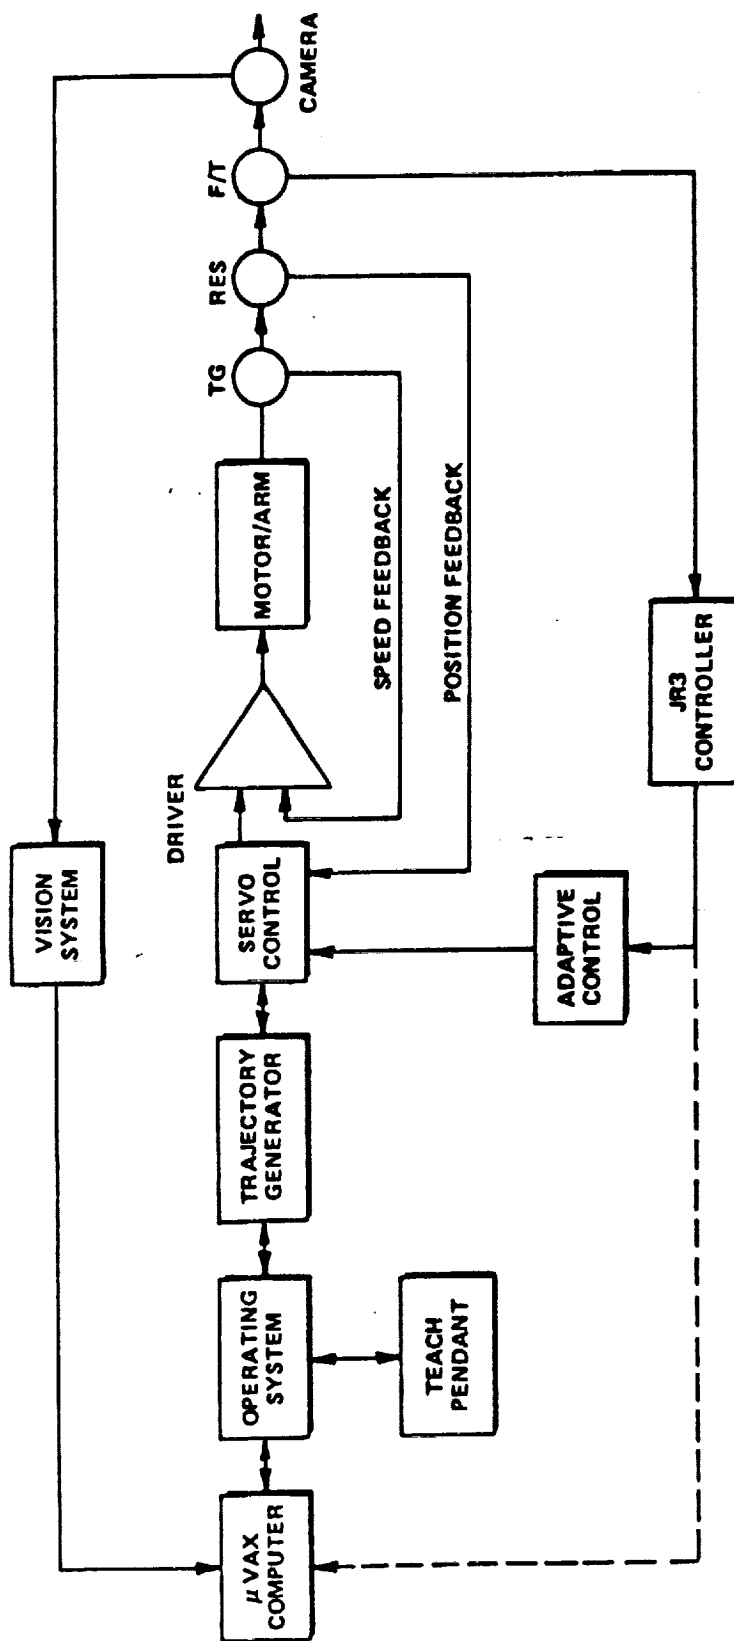 VISION
SYSTEM
μ VAX
COMPUTER
OPERATING
SYSTEM
TRAJECTORY
GENERATOR
SERVO
CONTROL
DRIVER
MOTOR/ARM
TG
RES
F/T
CAMERA
SPEED FEEDBACK
POSITION FEEDBACK
TEACH
PENDANT
ADAPTIVE
CONTROL
JR3
CONTROLLER